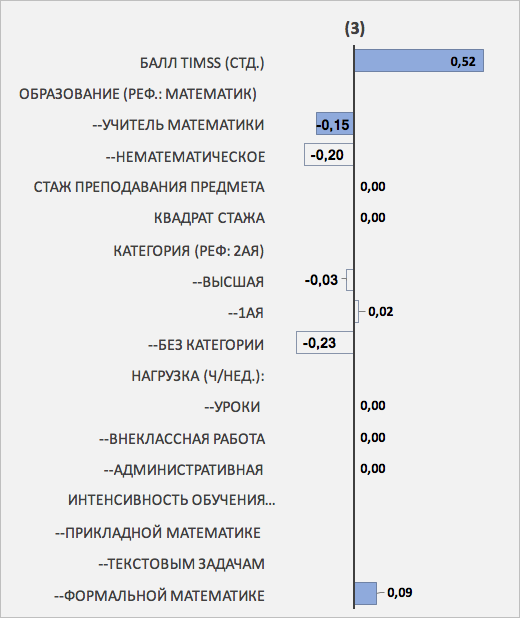 (3)
БАЛЛ TIMSS (СТД.) 0,52
ОБРАЗОВАНИЕ (РЕФ.: МАТЕМАТИК)
--УЧИТЕЛЬ МАТЕМАТИКИ -0,15
--НЕМАТЕМАТИЧЕСКОЕ -0,20
СТАЖ ПРЕПОДАВАНИЯ ПРЕДМЕТА 0,00
КВАДРАТ СТАЖА 0,00
КАТЕГОРИЯ (РЕФ: 2АЯ)
--ВЫСШАЯ -0,03
--1АЯ 0,02
--БЕЗ КАТЕГОРИИ -0,23
НАГРУЗКА (Ч/НЕД.):
--УРОКИ 0,00
--ВНЕКЛАССНАЯ РАБОТА 0,00
--АДМИНИСТРАТИВНАЯ 0,00
ИНТЕНСИВНОСТЬ ОБУЧЕНИЯ...
--ПРИКЛАДНОЙ МАТЕМАТИКЕ
--ТЕКСТОВЫМ ЗАДАЧАМ
--ФОРМАЛЬНОЙ МАТЕМАТИКЕ 0,09